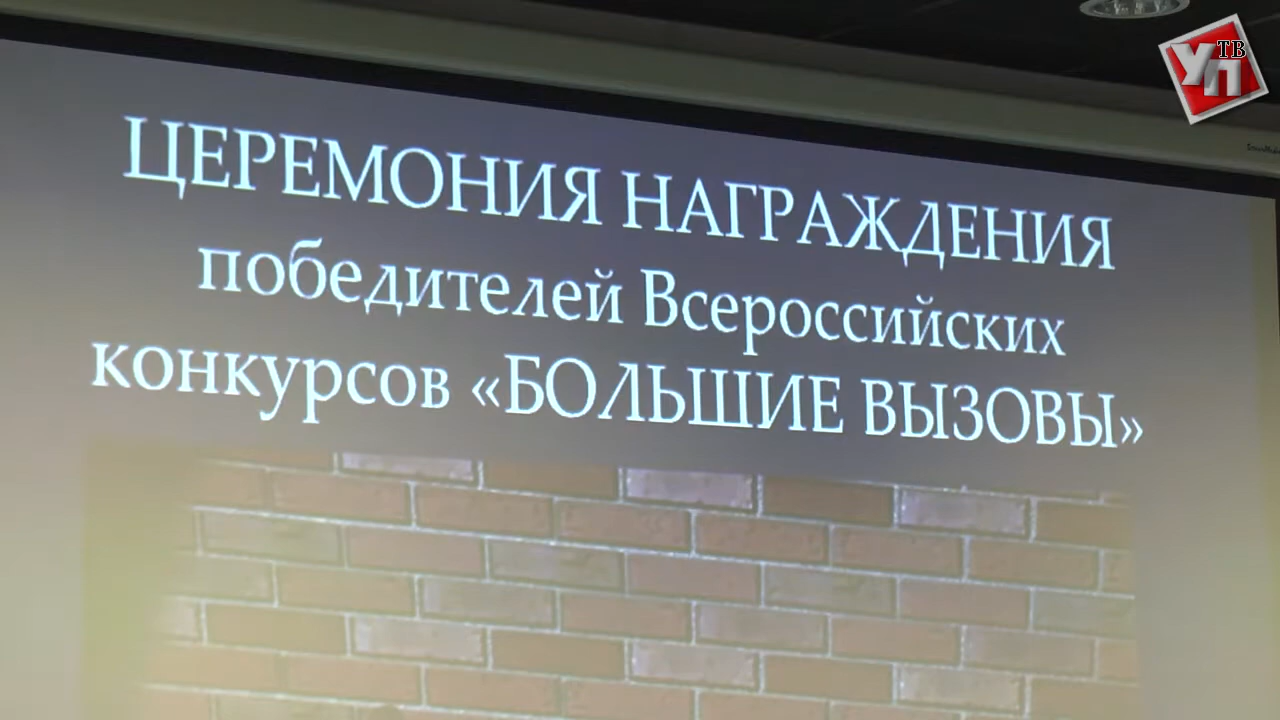 УП ТВ
ЦЕРЕМОНИЯ НАГРАЖДЕНИЯ
победителей Всероссийских
конкурсов «БОЛЬШИЕ ВЫЗОВЫ»